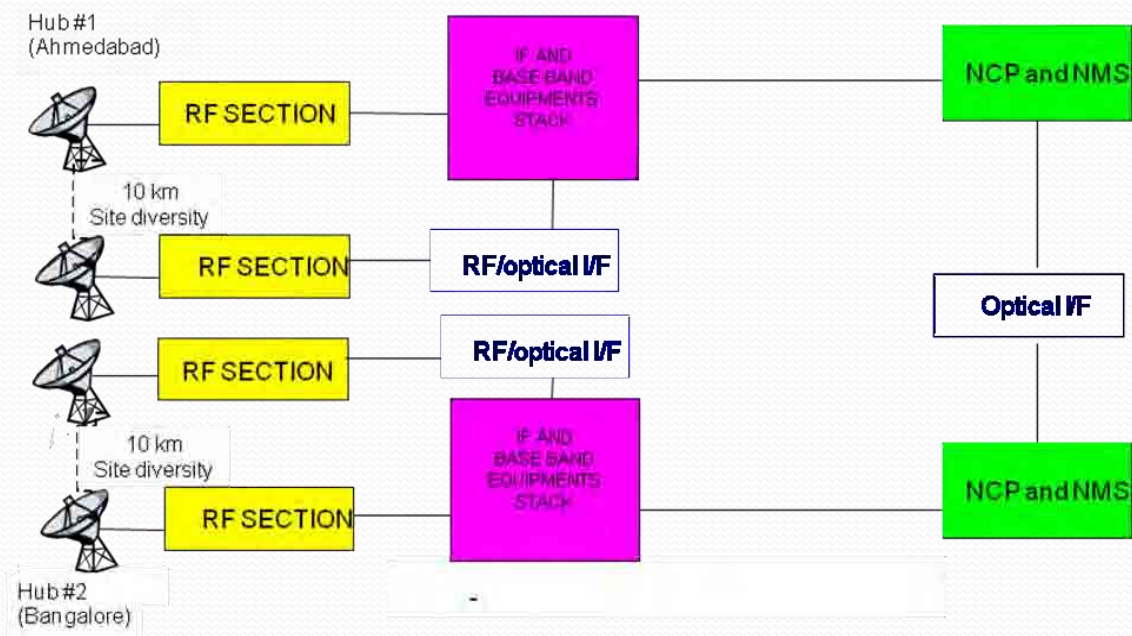 Hub #1
(Ahmedabad)
RF SECTION
IF AND
BASE BAND
EQUIPMENTS
STACK
NCP and NMS
10 km
Site diversity
RF SECTION
RF/optical I/F
Optical I/F
RF SECTION
RF/optical I/F
10 km
Site diversity
IF AND
BASE BAND
EQUIPMENTS
STACK
RF SECTION
NCP and NMS
Hub #2
(Bangalore)
-